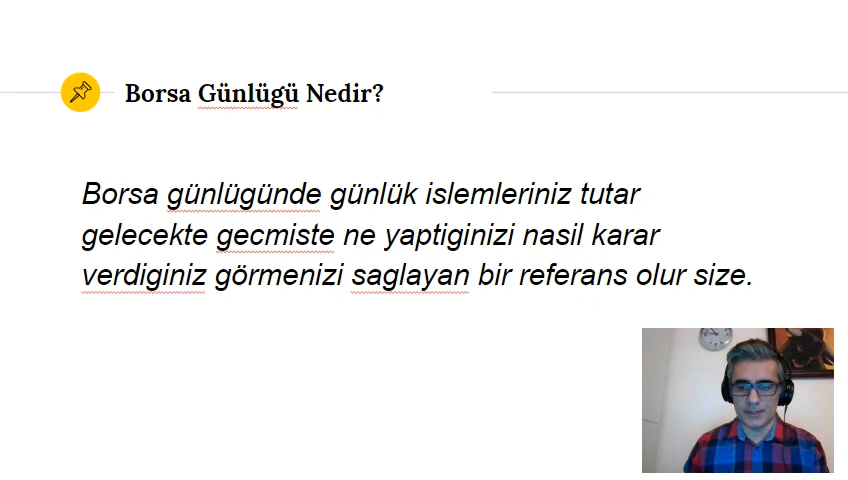 Borsa Günlügü Nedir?
Borsa günlügünde günlük islemleriniz tutar
gelecekte gecmiste ne yaptiginizi nasil karar
verdiginiz görmenizi saglayan bir referans olur size.